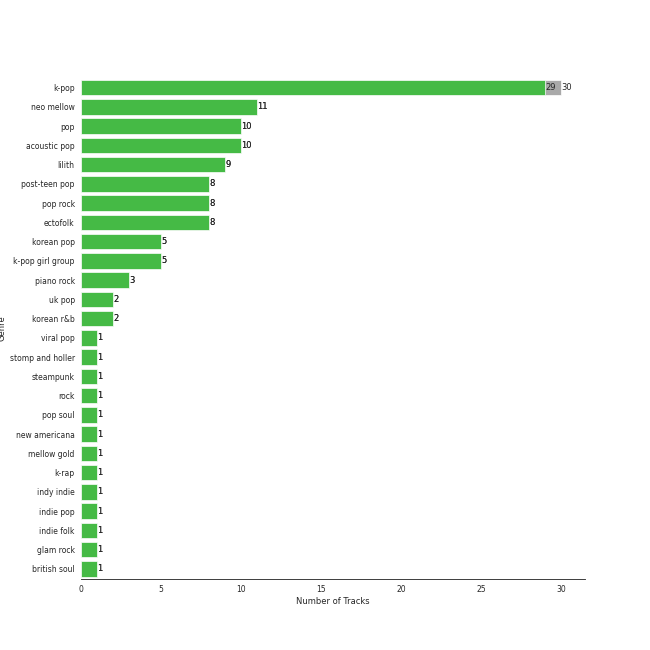 k-pop 29 30
neo mellow 11
pop 10
acoustic pop 10
lilith 9
post-teen pop 8
pop rock 8
ectofolk 8
korean pop 5
k-pop girl group 5
piano rock 3
uk pop 2
korean r&b 2
viral pop 1
stomp and holler 1
steampunk 1
rock 1
pop soul 1
new americana 1
mellow gold 1
k-rap 1
indy indie 1
indie pop 1
indie folk 1
glam rock 1
british soul 1
0 5 10 15 20 25 30
Number of Tracks
Genre